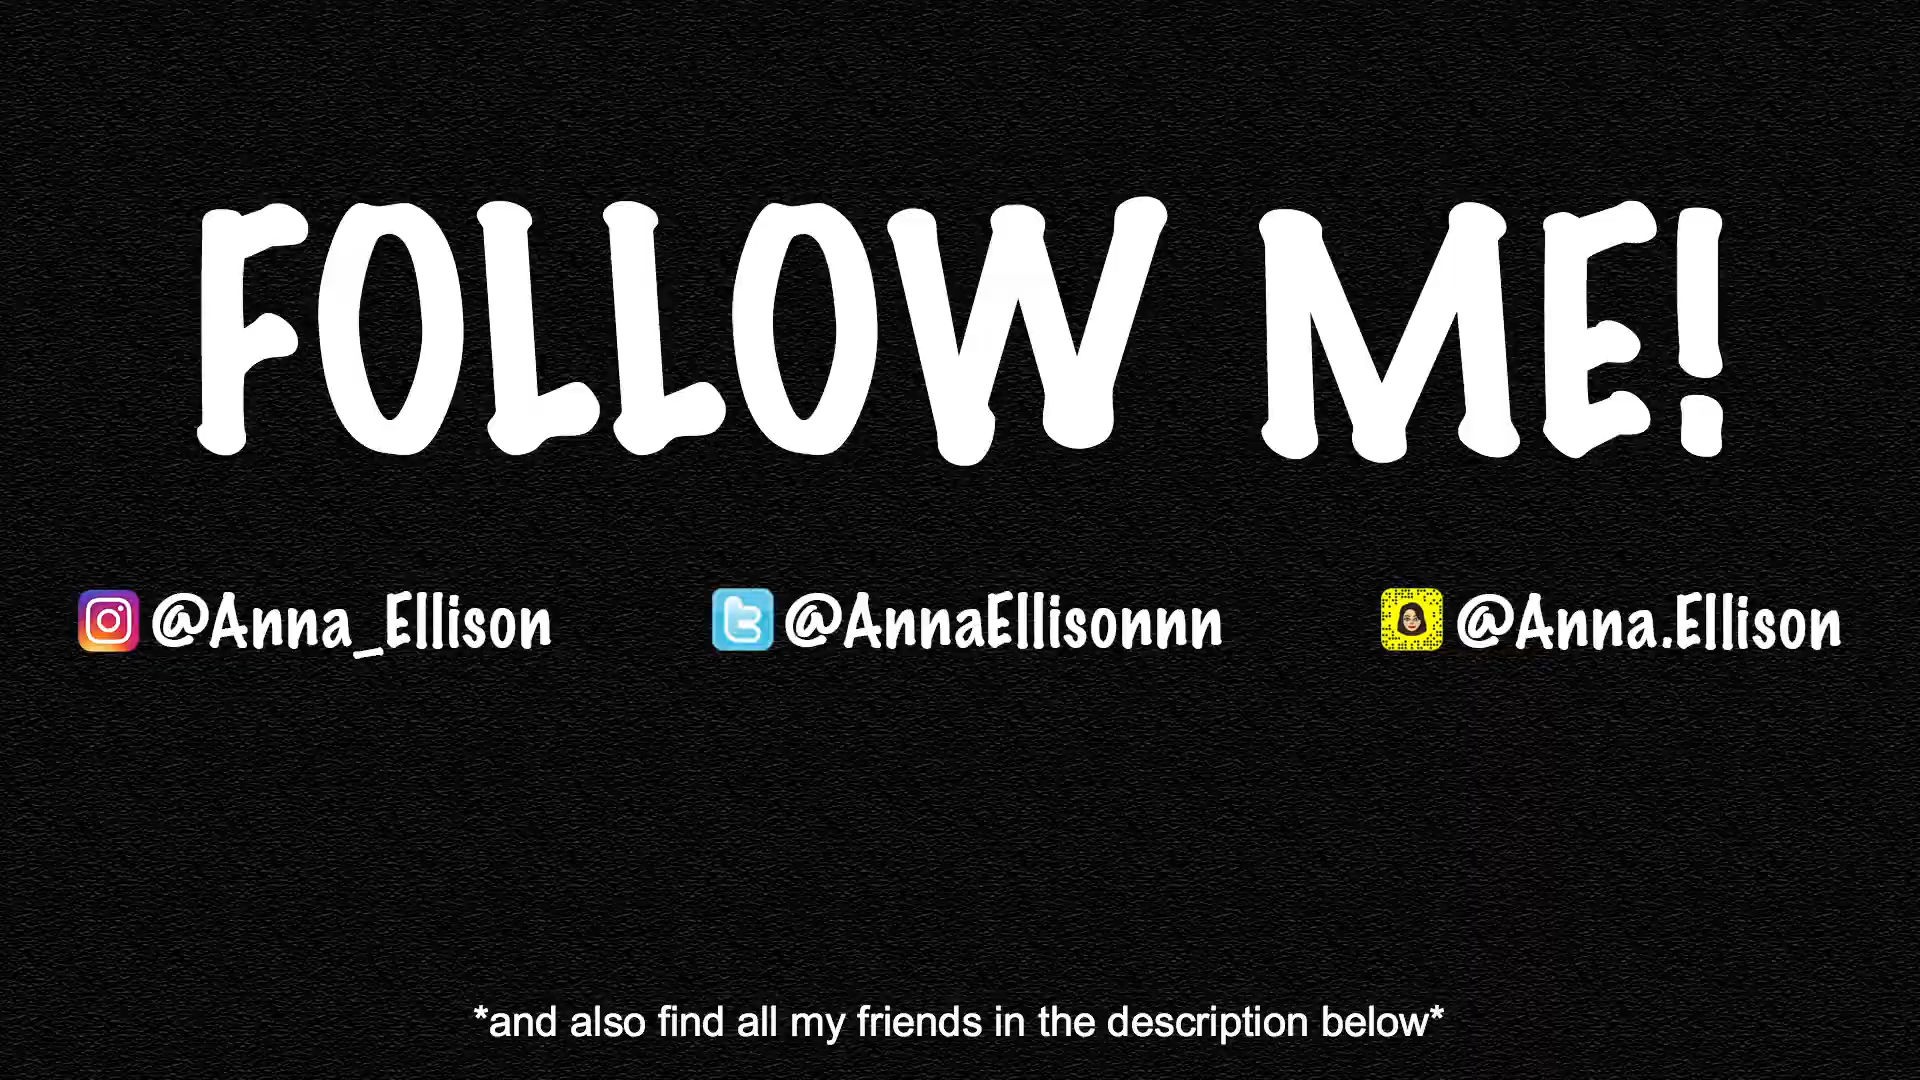 FOLLOW ME!
@Anna_Ellison @AnnaEllisonnn @Anna.Ellison
*and also find all my friends in the description below*